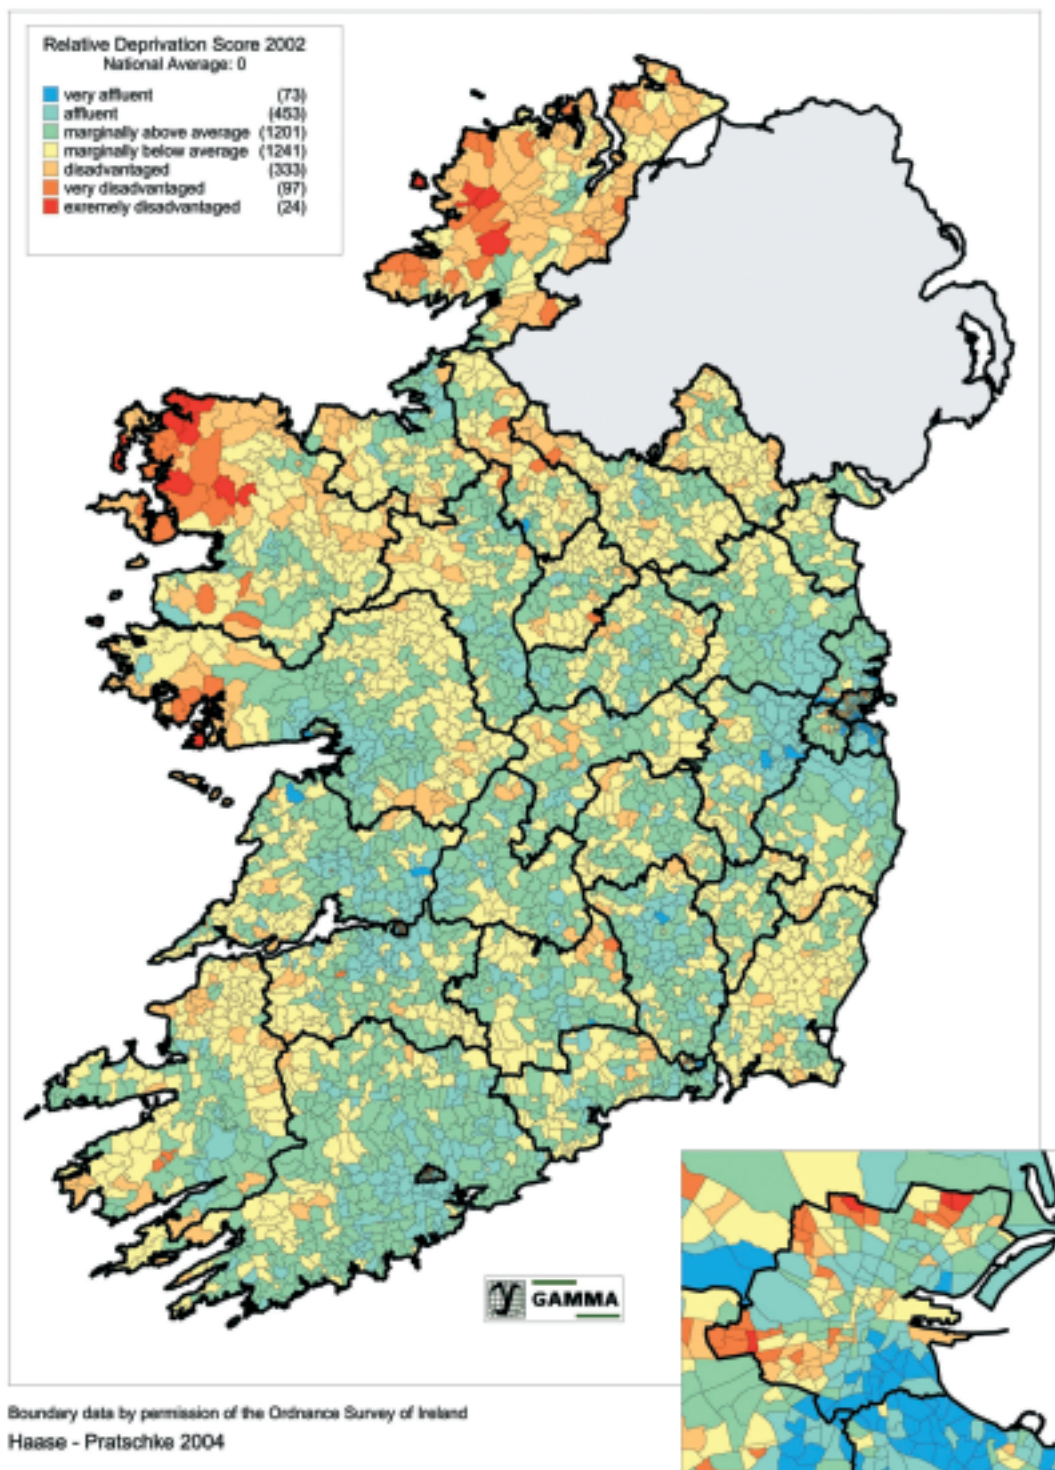 Relative Deprivation Score 2002
National Average: 0
very affluent (73)
affluent (453)
marginally above average (1201)
marginally below average (1241)
disadvantaged (333)
very disadvantaged (97)
exremely disadvantaged (24)
GAMMA
Boundary data by permission of the Ordnance Survey of Ireland
Haase - Pratschke 2004